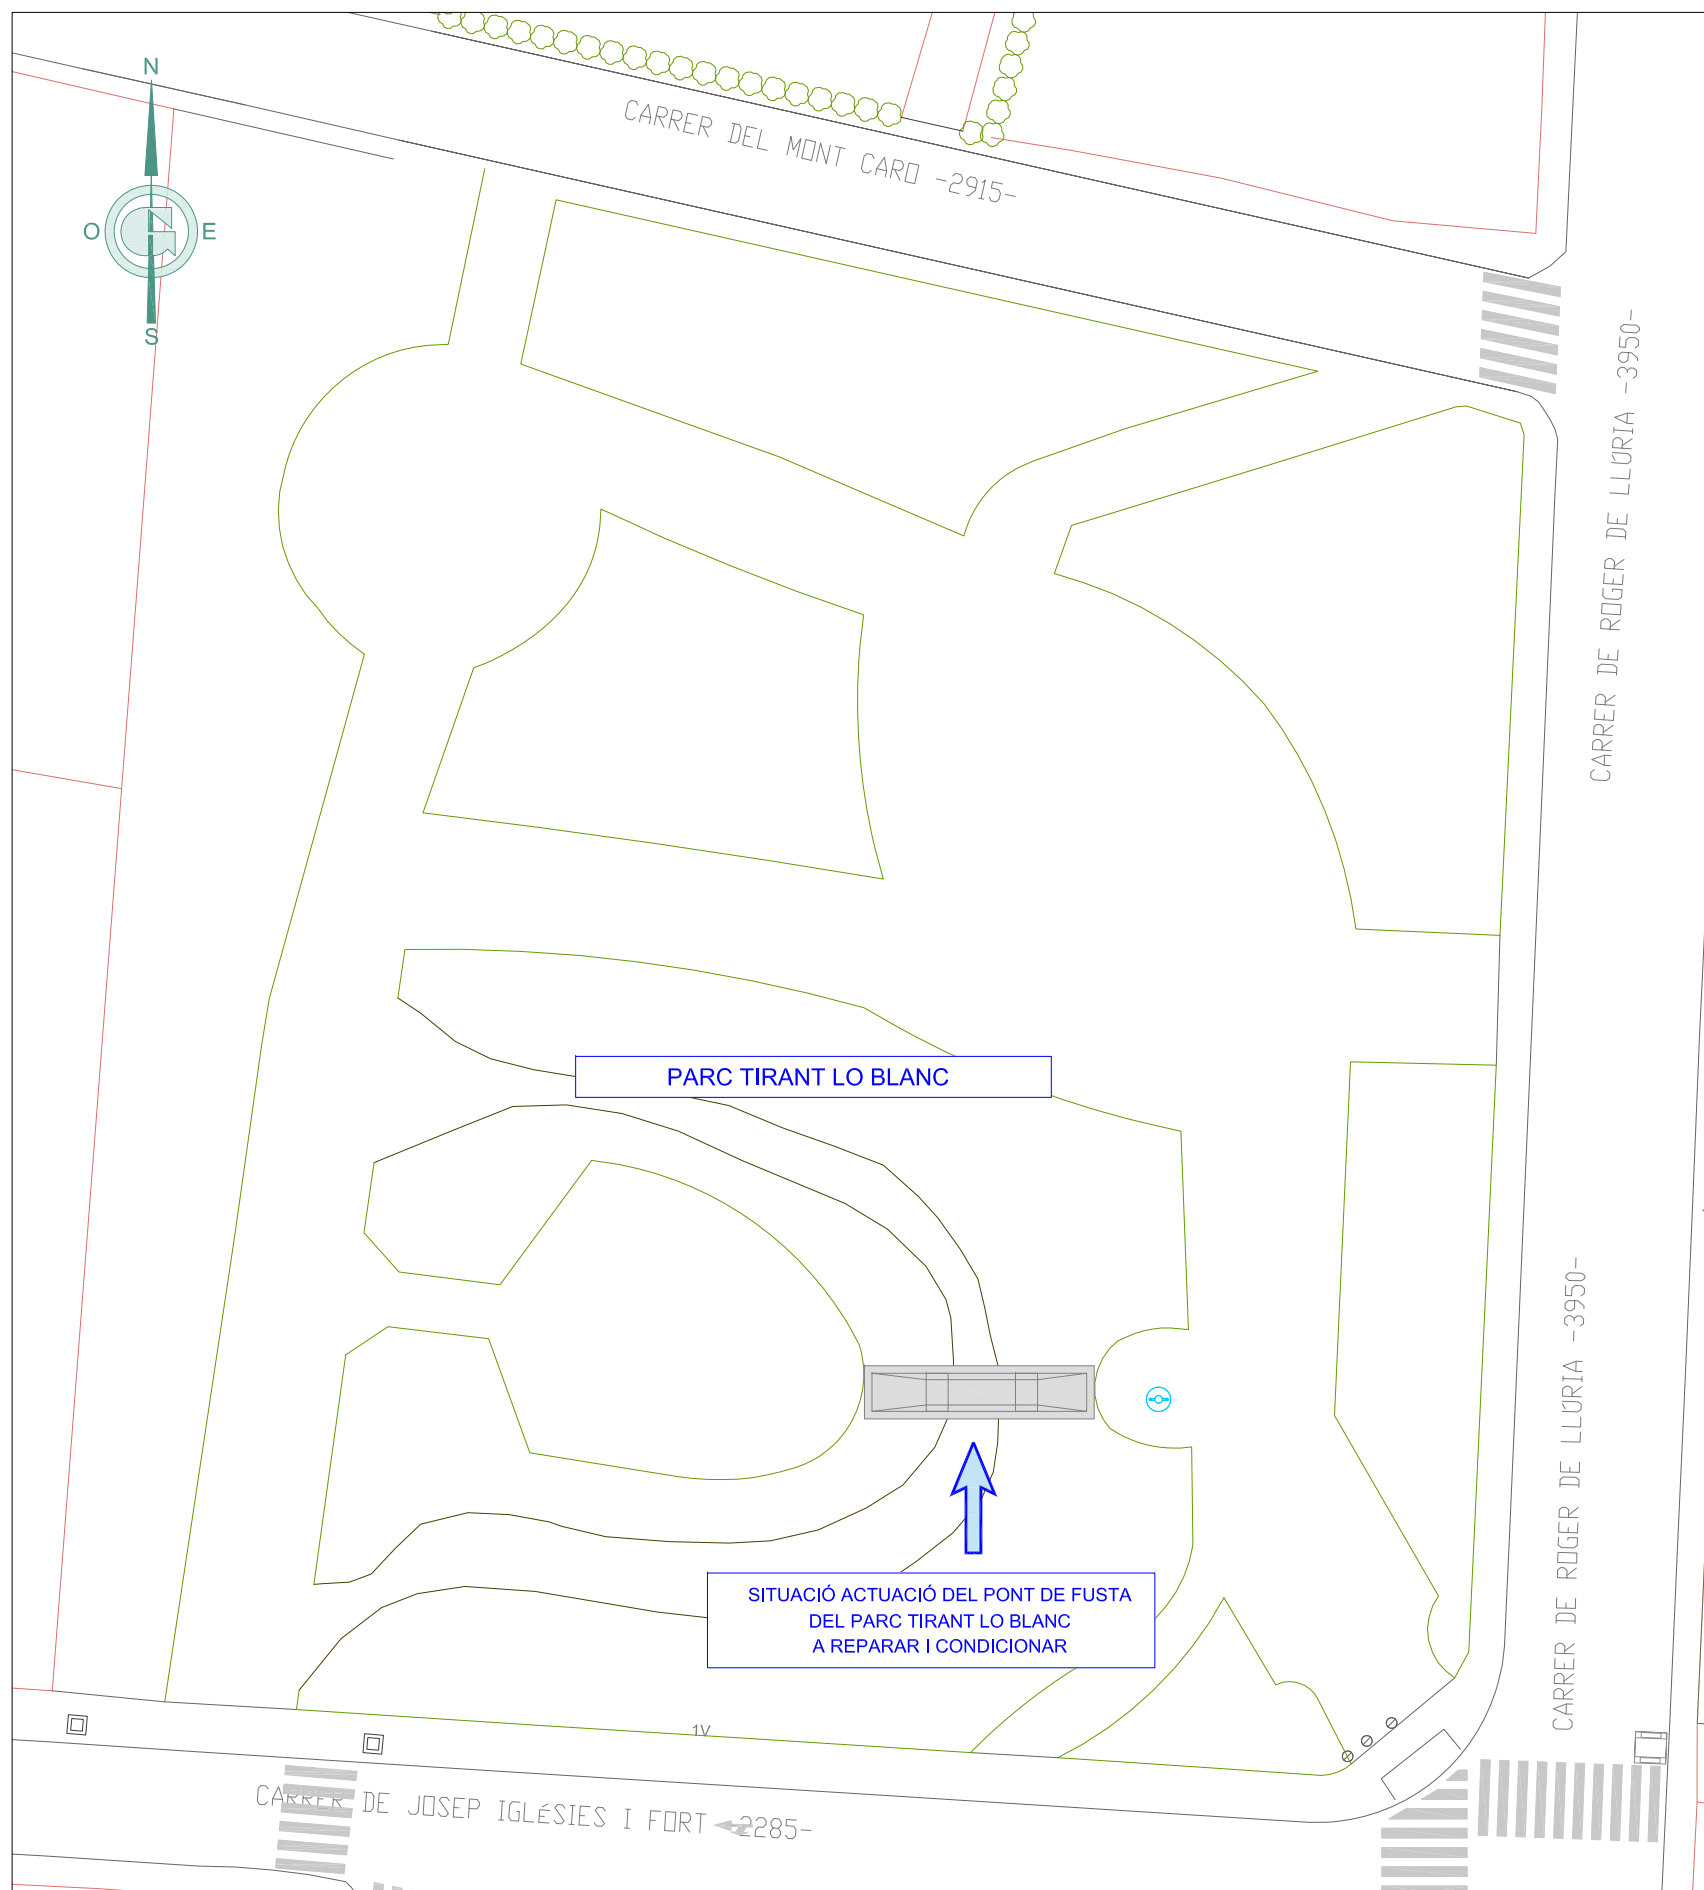 N
O
E
S
CARRER DEL MONT CARO -2915-
CARRER DE ROGER DE LLÚRIA -3950-
PARC TIRANT LO BLANC
CARRER DE ROGER DE LLÚRIA -3950-
SITUACIÓ ACTUACIÓ DEL PONT DE FUSTA
DEL PARC TIRANT LO BLANC
A REPARAR I CONDICIONAR
1V
CARRER DE JOSEP IGLéSIES I FORT -2285-